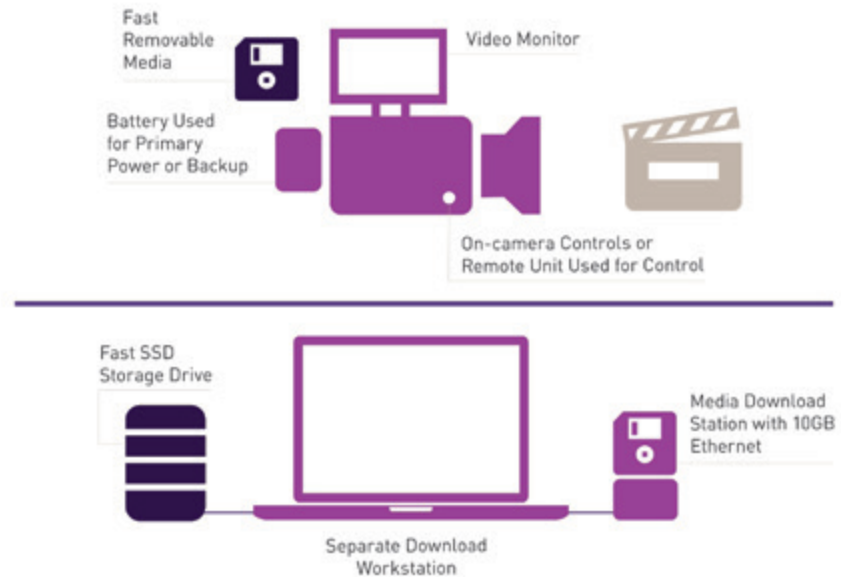 Fast
Removable
Media
Video Monitor
Battery Used
for Primary
Power or Backup
On-camera Controls or
Remote Unit Used for Control
Fast SSD
Storage Drive
Media Download
Station with 10GB
Ethernet
Separate Download
Workstation